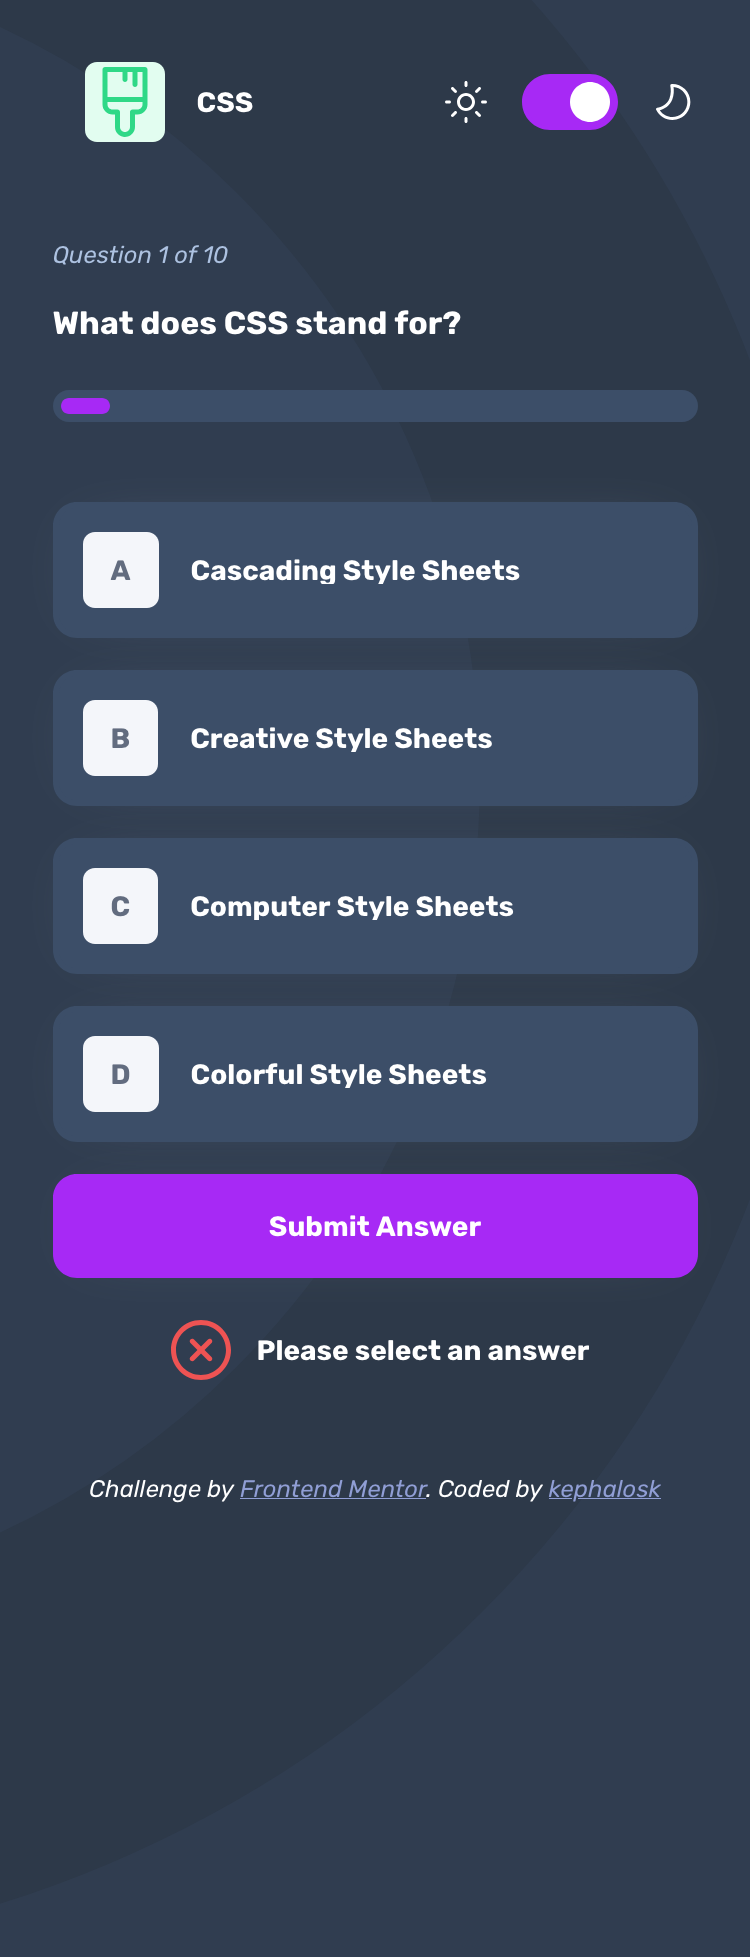 CSS
Question 1 of 10
What does CSS stand for?
A Cascading Style Sheets
B Creative Style Sheets
C Computer Style Sheets
D Colorful Style Sheets
Submit Answer
Please select an answer
Challenge by Frontend Mentor. Coded by kephalosk